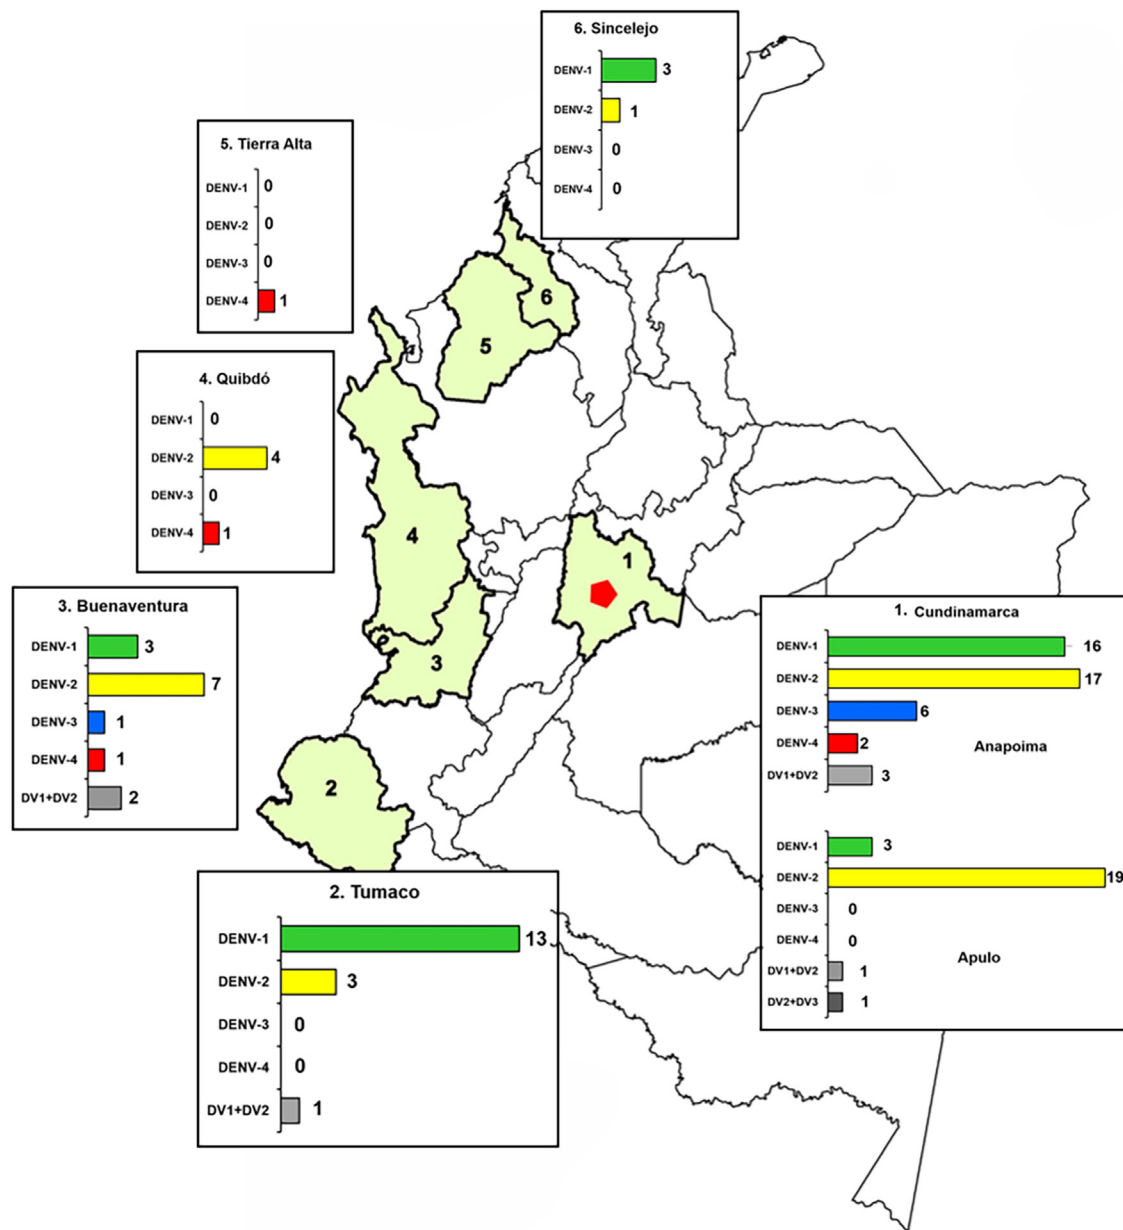 6. Sincelejo
DENV-1 3
DENV-2 1
DENV-3 0
DENV-4 0
5. Tierra Alta
DENV-1 0
DENV-2 0
DENV-3 0
DENV-4 1
4. Quibdó
DENV-1 0
DENV-2 4
DENV-3 0
DENV-4 1
3. Buenaventura
DENV-1 3
DENV-2 7
DENV-3 1
DENV-4 1
DV1+DV2 2
2. Tumaco
DENV-1 13
DENV-2 3
DENV-3 0
DENV-4 0
DV1+DV2 1
1. Cundinamarca
DENV-1 16
DENV-2 17
DENV-3 6
DENV-4 2
Anapoima
DV1+DV2 3
DENV-1 3
DENV-2 19
DENV-3 0
DENV-4 0
Apulo
DV1+DV2 1
DV2+DV3 1
6
5
4
1
3
2